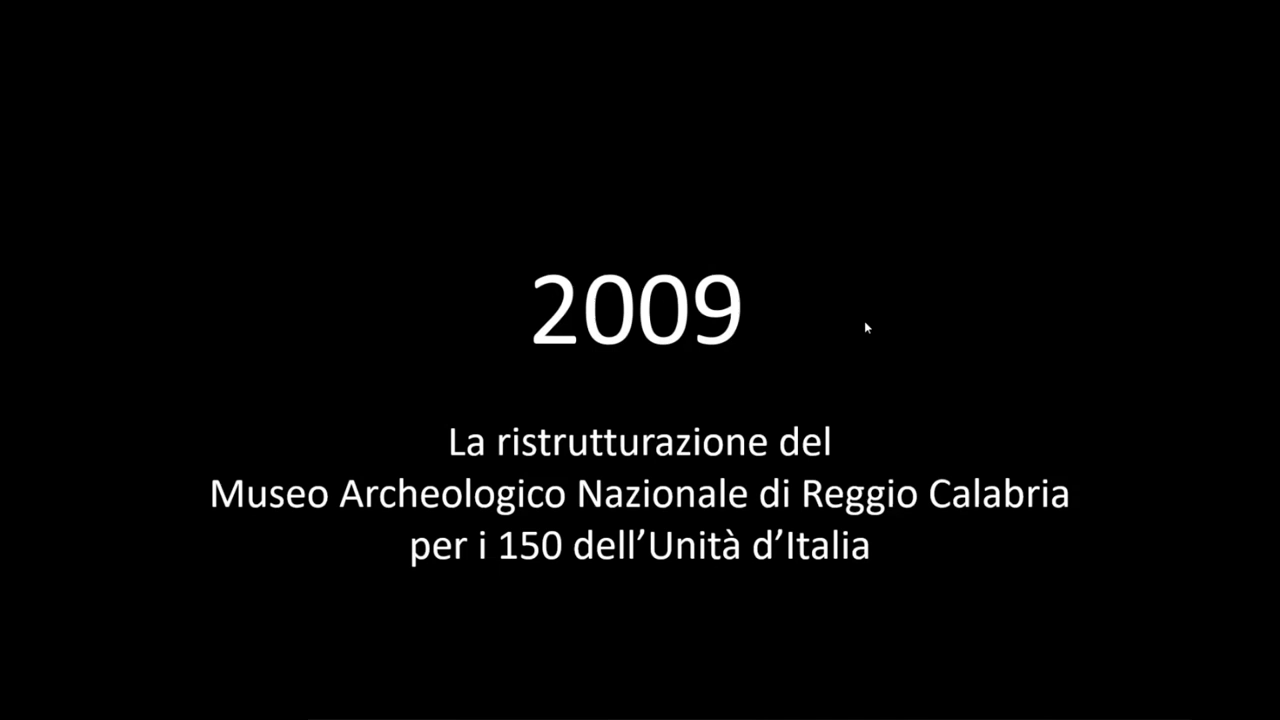 2009
La ristrutturazione del
Museo Archeologico Nazionale di Reggio Calabria
per i 150 dell’Unità d’Italia